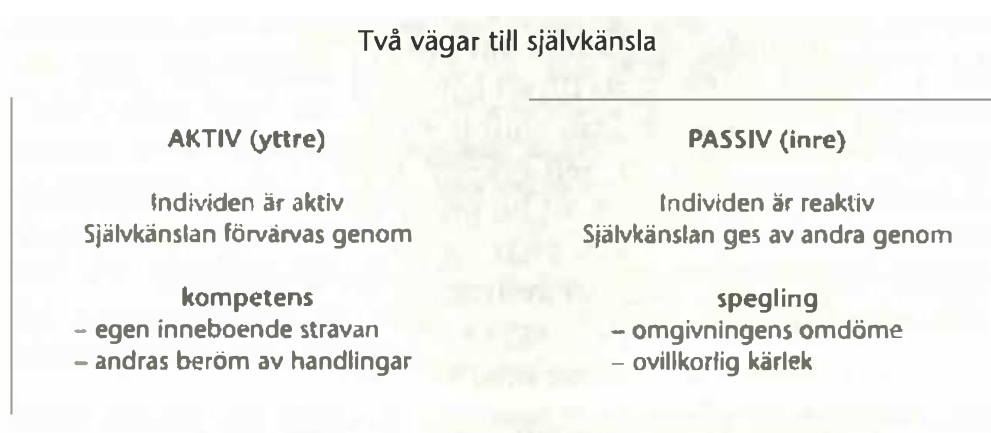 Två vägar till självkänsla
AKTIV (yttre)
Individen är aktiv
Självkänslan förvärvas genom
kompetens
– egen inneboende stravan
– andras beröm av handlingar
PASSIV (inre)
Individen är reaktiv
Självkänslan ges av andra genom
spegling
– omgivningens omdöme
– ovillkorlig kärlek